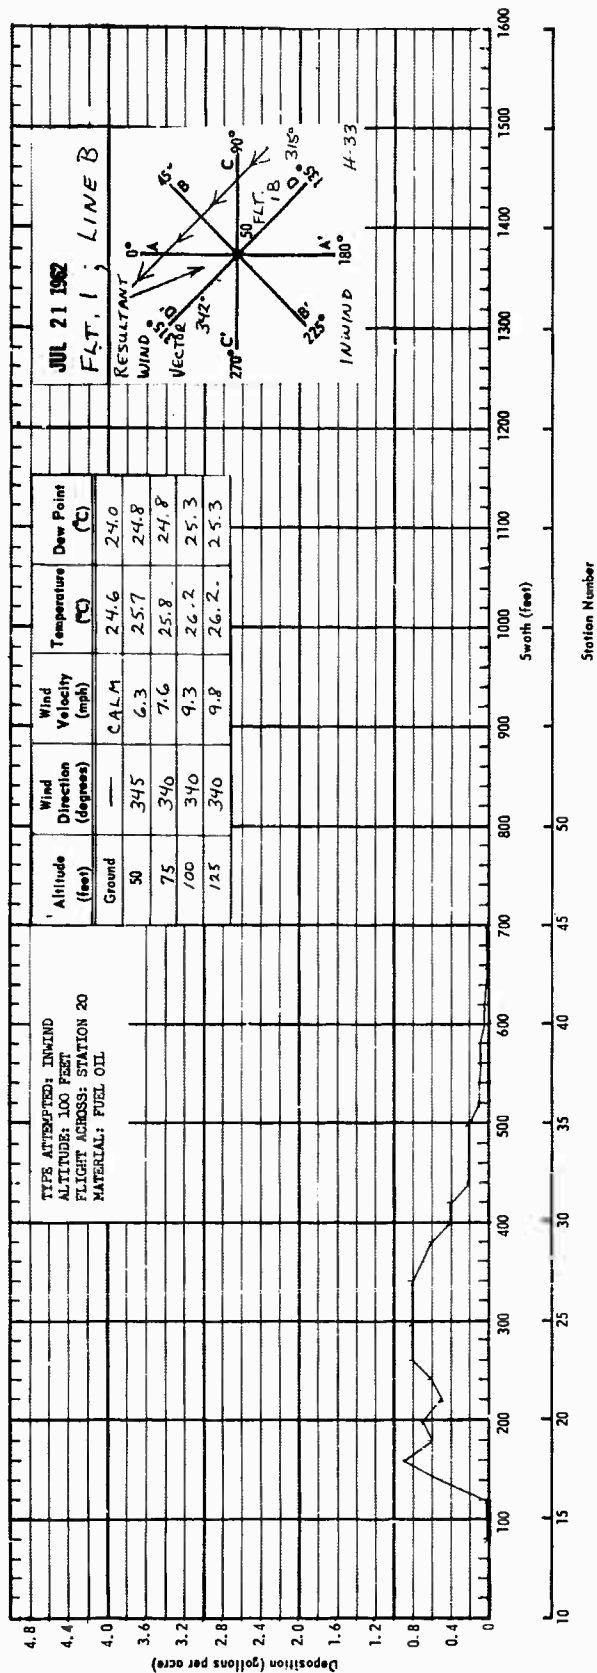 TYPE ATTEMPTED: INWIND
ALTITUDE: 100 FEET
FLIGHT ACROSS: STATION 20
MATERIAL: FUEL OIL
Altitude (feet) Wind Direction (degrees) Wind Velocity (mph) Temperature (°C) Dew Point (°C)
Ground — CALM 24.6 24.0
50 345 6.3 25.7 24.8
75 340 7.6 25.8 24.8
100 340 9.3 26.2 25.3
125 340 9.8 26.2 25.3
JUL 21 1962
FLT. 1 ; LINE B
RESULTANT
WIND
VECTOR
342°
0°
A
45°
B
C 90°
315°
D
135°
FLT.
1B
50
A'
180°
B'
225°
270° C'
D'
315°
INWIND
H-33
Deposition (gallons per acre)
4.8
4.4
4.0
3.6
3.2
2.8
2.4
2.0
1.6
1.2
0.8
0.4
0
100 200 300 400 500 600 700 800 900 1000 1100 1200 1300 1400 1500 1600
Swath (feet)
10 15 20 25 30 35 40 45 50
Station Number